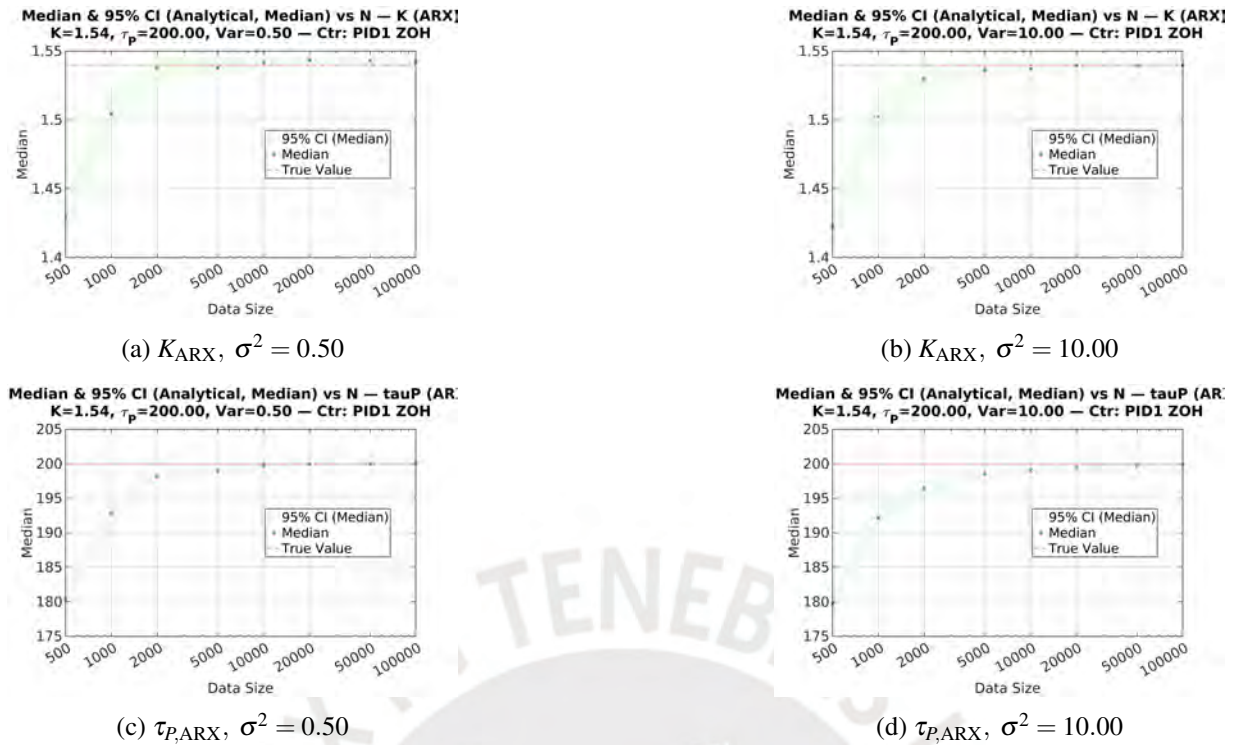 Median & 95% CI (Analytical, Median) vs N — K (ARX)
K=1.54, τP=200.00, Var=0.50 — Ctr: PID1 ZOH
1.55
1.5
1.45
1.4
Median
95% CI (Median)
Median
True Value
500 1000 2000 5000 10000 20000 50000 100000
Data Size
(a) K_ARX, σ² = 0.50
Median & 95% CI (Analytical, Median) vs N — K (ARX)
K=1.54, τP=200.00, Var=10.00 — Ctr: PID1 ZOH
1.55
1.5
1.45
1.4
Median
95% CI (Median)
Median
True Value
500 1000 2000 5000 10000 20000 50000 100000
Data Size
(b) K_ARX, σ² = 10.00
Median & 95% CI (Analytical, Median) vs N — tauP (AR
K=1.54, τP=200.00, Var=0.50 — Ctr: PID1 ZOH
205
200
195
190
185
180
175
Median
95% CI (Median)
Median
True Value
500 1000 2000 5000 10000 20000 50000 100000
Data Size
(c) τ_P,ARX, σ² = 0.50
Median & 95% CI (Analytical, Median) vs N — tauP (AR
K=1.54, τP=200.00, Var=10.00 — Ctr: PID1 ZOH
205
200
195
190
185
180
175
Median
95% CI (Median)
Median
True Value
500 1000 2000 5000 10000 20000 50000 100000
Data Size
(d) τ_P,ARX, σ² = 10.00
TENEB